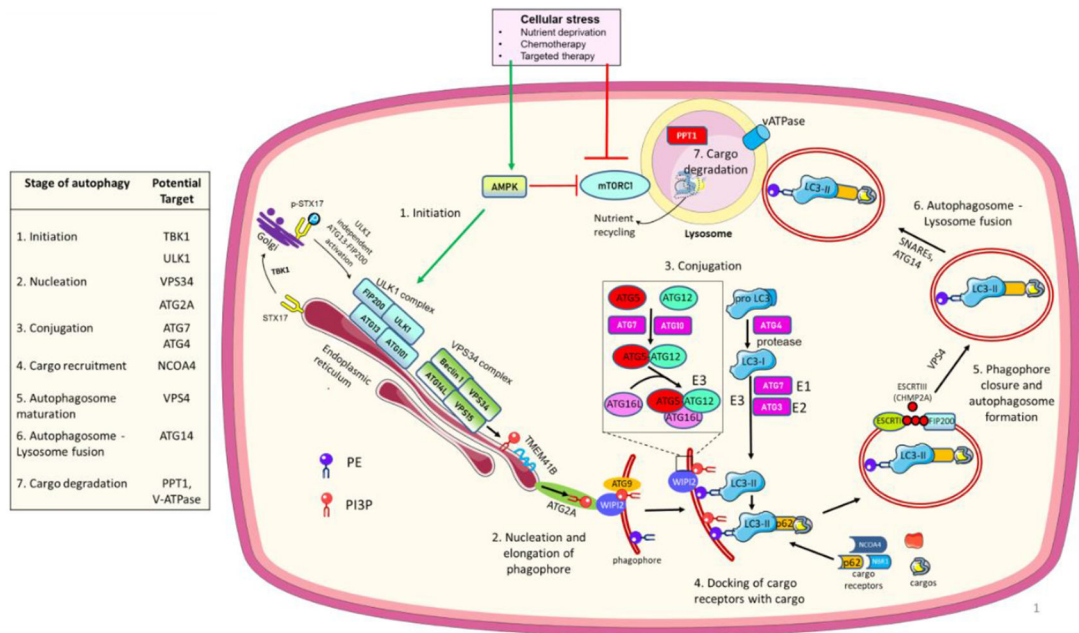 Cellular stress
• Nutrient deprivation
• Chemotherapy
• Targeted therapy
Stage of autophagy Potential Target
1. Initiation TBK1
ULK1
2. Nucleation VPS34
ATG2A
3. Conjugation ATG7
ATG4
4. Cargo recruitment NCOA4
5. Autophagosome maturation VPS4
6. Autophagosome - Lysosome fusion ATG14
7. Cargo degradation PPT1, V-ATPase
AMPK
mTORC1
1. Initiation
PPT1
vATPase
7. Cargo
degradation
Nutrient
recycling
Lysosome
LC3-II
6. Autophagosome -
Lysosome fusion
SNAREs,
ATG14
LC3-II
p-STX17
P
Golgi
ULK1
independent
ATG13-FIP200
activation
TBK1
STX17
ULK1 complex
FIP200
ULK1
ATG13
ATG101
Endoplasmic
reticulum
VPS34 complex
Beclin 1
VPS34
ATG14L
VPS15
TMEM41B
ATG2A
PE
PI3P
2. Nucleation and
elongation of
phagophore
ATG9
WIPI2
phagophore
3. Conjugation
ATG5
ATG12
ATG7
ATG10
ATG5
ATG12
E3
ATG16L
ATG5
ATG12
ATG16L
pro LC3
ATG4
protease
LC3-I
E3
ATG7
E1
ATG3
E2
WIPI2
LC3-II
LC3-II
p62
4. Docking of cargo
receptors with cargo
NCOA4
p62
NBR1
cargo
receptors
cargos
VPS4
ESCRTIII
(CHMP2A)
ESCRTI
FIP200
LC3-II
5. Phagophore
closure and
autophagosome
formation
1